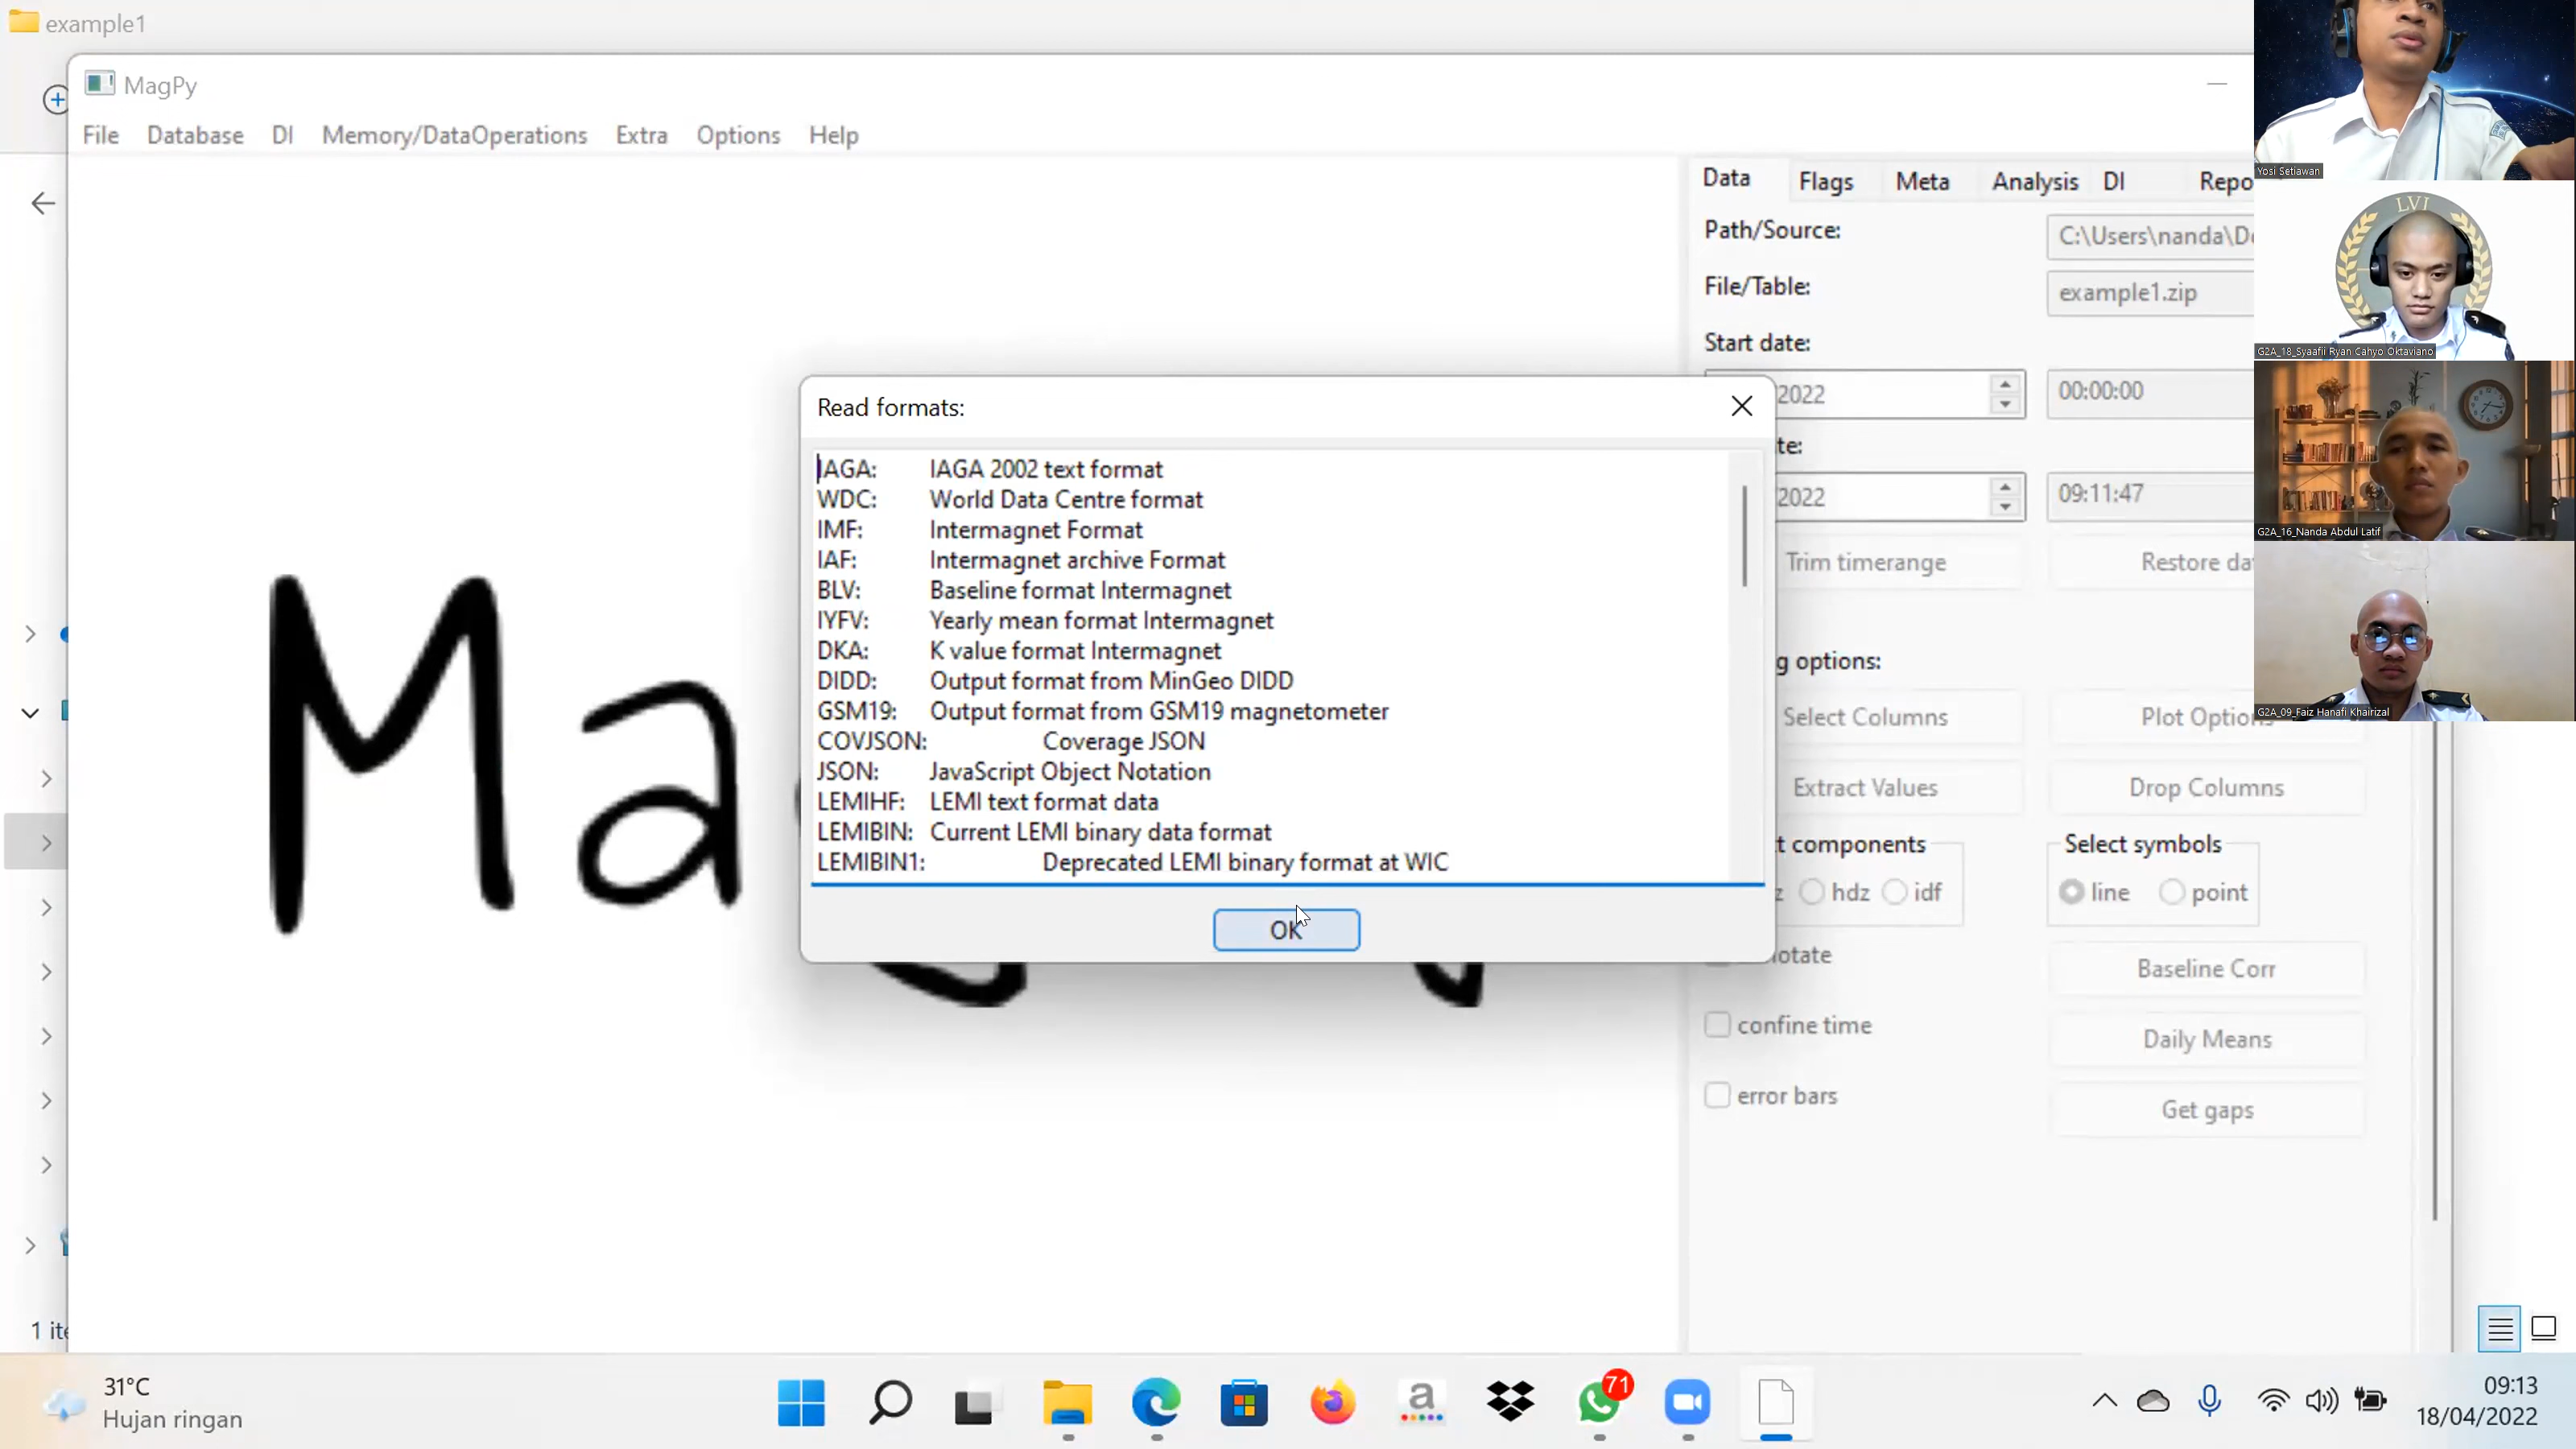 example1
MagPy
File Database DI Memory/DataOperations Extra Options Help
Data Flags Meta Analysis DI Repo
Path/Source: C:\Users\nanda\D
File/Table: example1.zip
Start date:
2022 00:00:00
te:
2022 09:11:47
Trim timerange Restore da
g options:
Select Columns Plot Option
Extract Values Drop Columns
t components Select symbols
z hdz idf line point
otate Baseline Corr
confine time Daily Means
error bars Get gaps
Read formats:
IAGA: IAGA 2002 text format
WDC: World Data Centre format
IMF: Intermagnet Format
IAF: Intermagnet archive Format
BLV: Baseline format Intermagnet
IYFV: Yearly mean format Intermagnet
DKA: K value format Intermagnet
DIDD: Output format from MinGeo DIDD
GSM19: Output format from GSM19 magnetometer
COVJSON: Coverage JSON
JSON: JavaScript Object Notation
LEMIHF: LEMI text format data
LEMIBIN: Current LEMI binary data format
LEMIBIN1: Deprecated LEMI binary format at WIC
OK
Ma
Yosi Setiawan
LVI
G2A_18_Syaafii Ryan Cahyo Oktaviano
G2A_16_Nanda Abdul Latif
G2A_09_Faiz Hanafi Khairizal
1 ite
31°C
Hujan ringan
a
71
09:13
18/04/2022